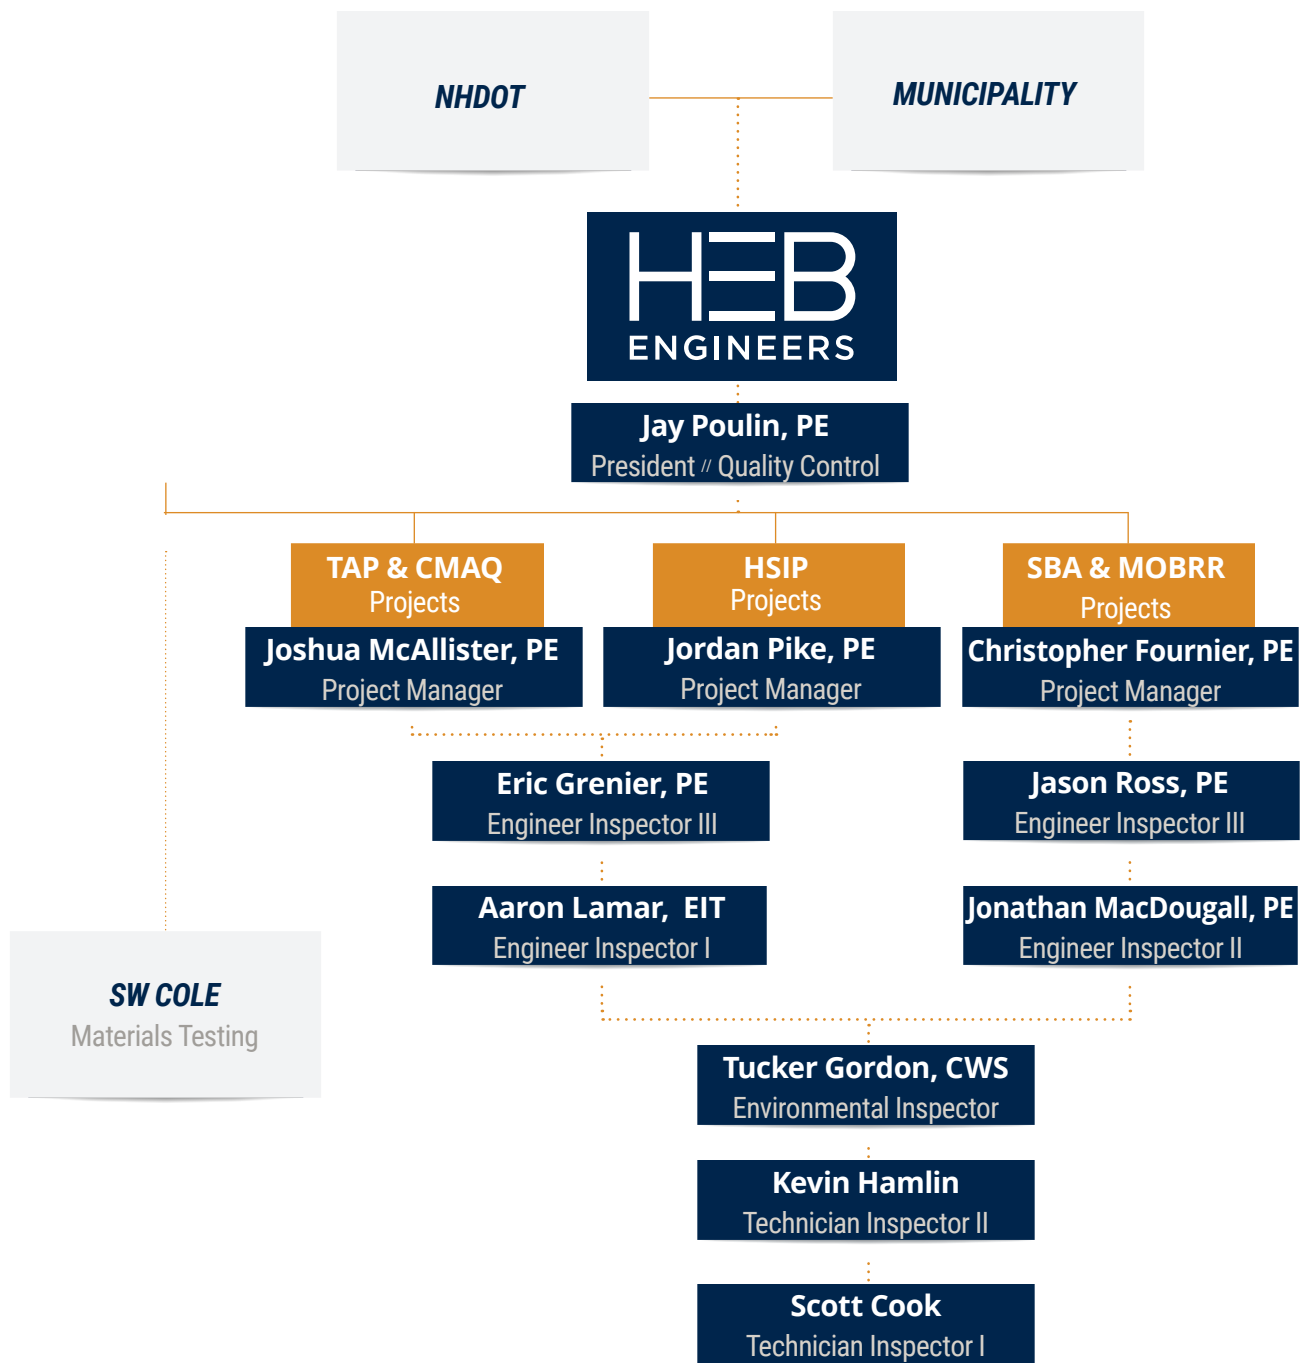 NHDOT
MUNICIPALITY
HEB
ENGINEERS
Jay Poulin, PE
President // Quality Control
TAP & CMAQ
Projects
Joshua McAllister, PE
Project Manager
HSIP
Projects
Jordan Pike, PE
Project Manager
SBA & MOBRR
Projects
Christopher Fournier, PE
Project Manager
Eric Grenier, PE
Engineer Inspector III
Jason Ross, PE
Engineer Inspector III
Aaron Lamar, EIT
Engineer Inspector I
Jonathan MacDougall, PE
Engineer Inspector II
SW COLE
Materials Testing
Tucker Gordon, CWS
Environmental Inspector
Kevin Hamlin
Technician Inspector II
Scott Cook
Technician Inspector I